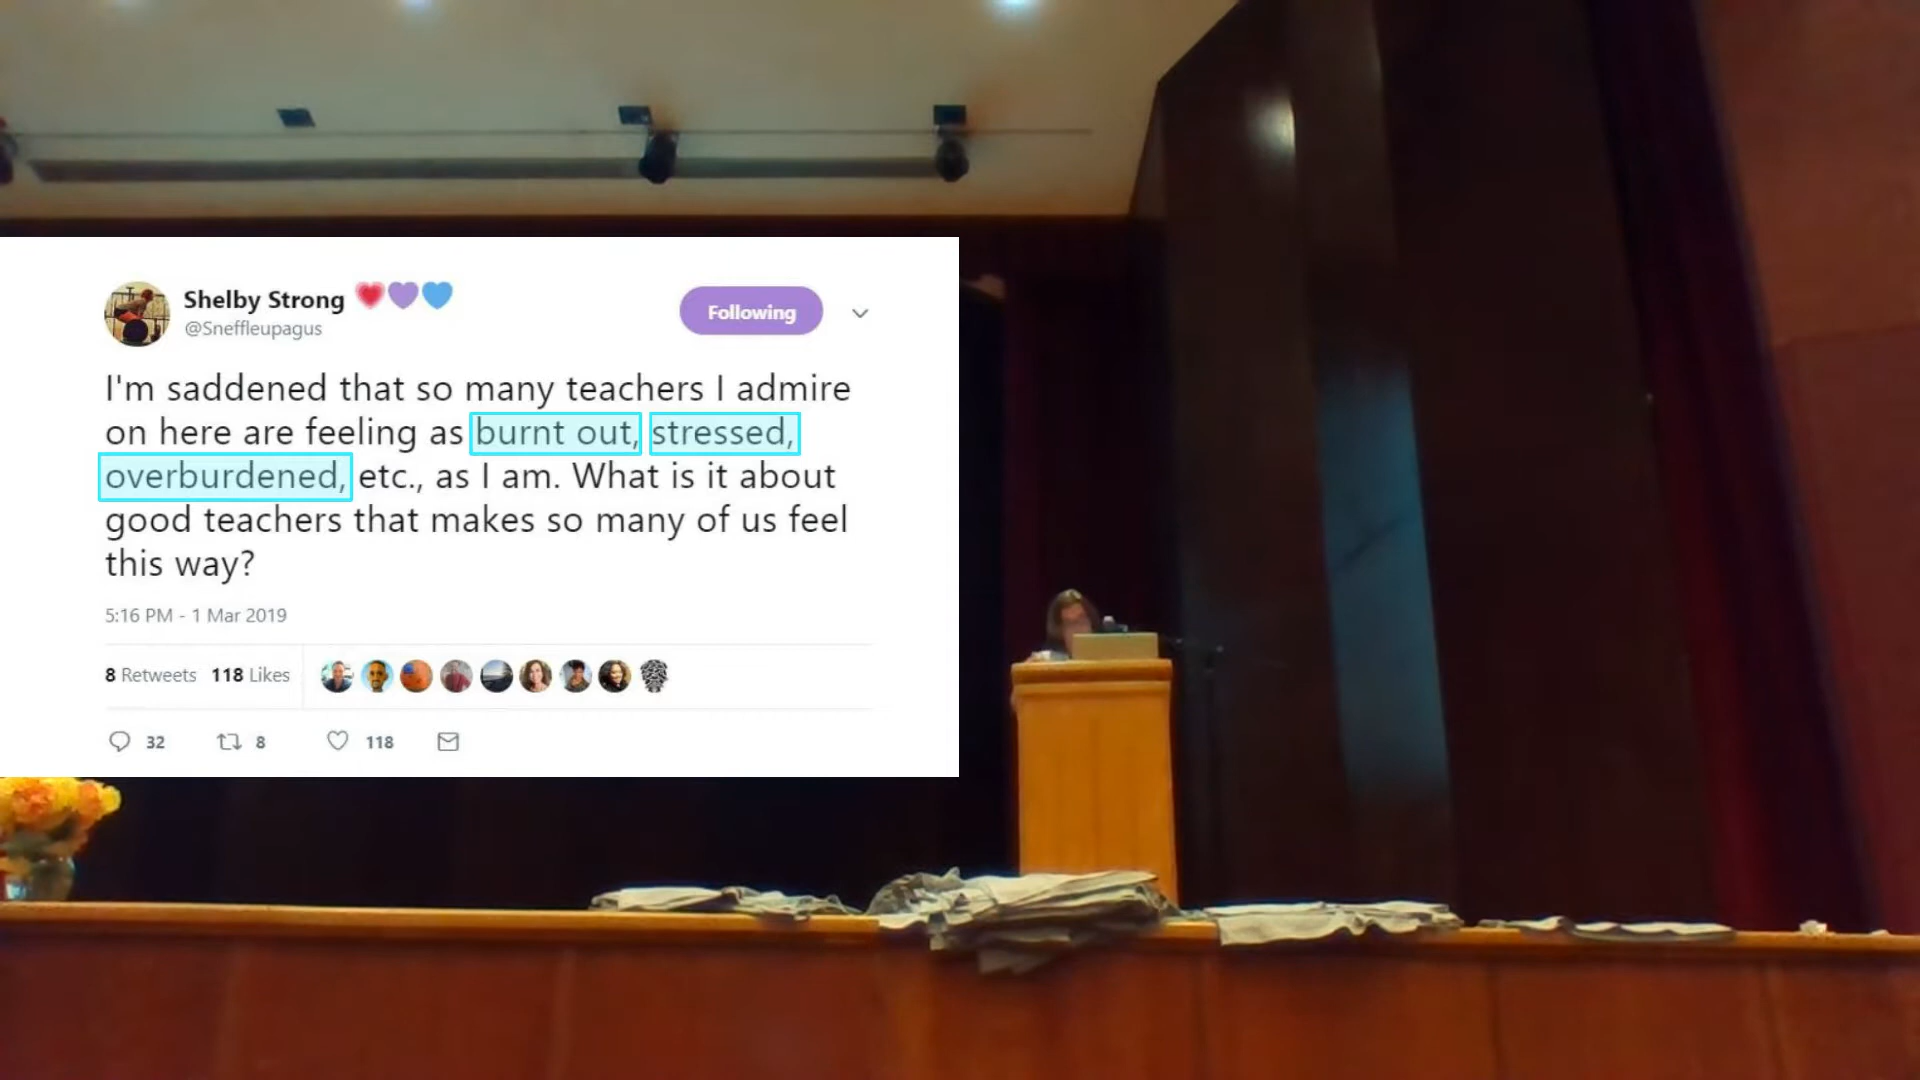 Shelby Strong
@Sneffleupagus
Following
I'm saddened that so many teachers I admire
on here are feeling as burnt out, stressed,
overburdened, etc., as I am. What is it about
good teachers that makes so many of us feel
this way?
5:16 PM - 1 Mar 2019
8 Retweets 118 Likes
32 8 118